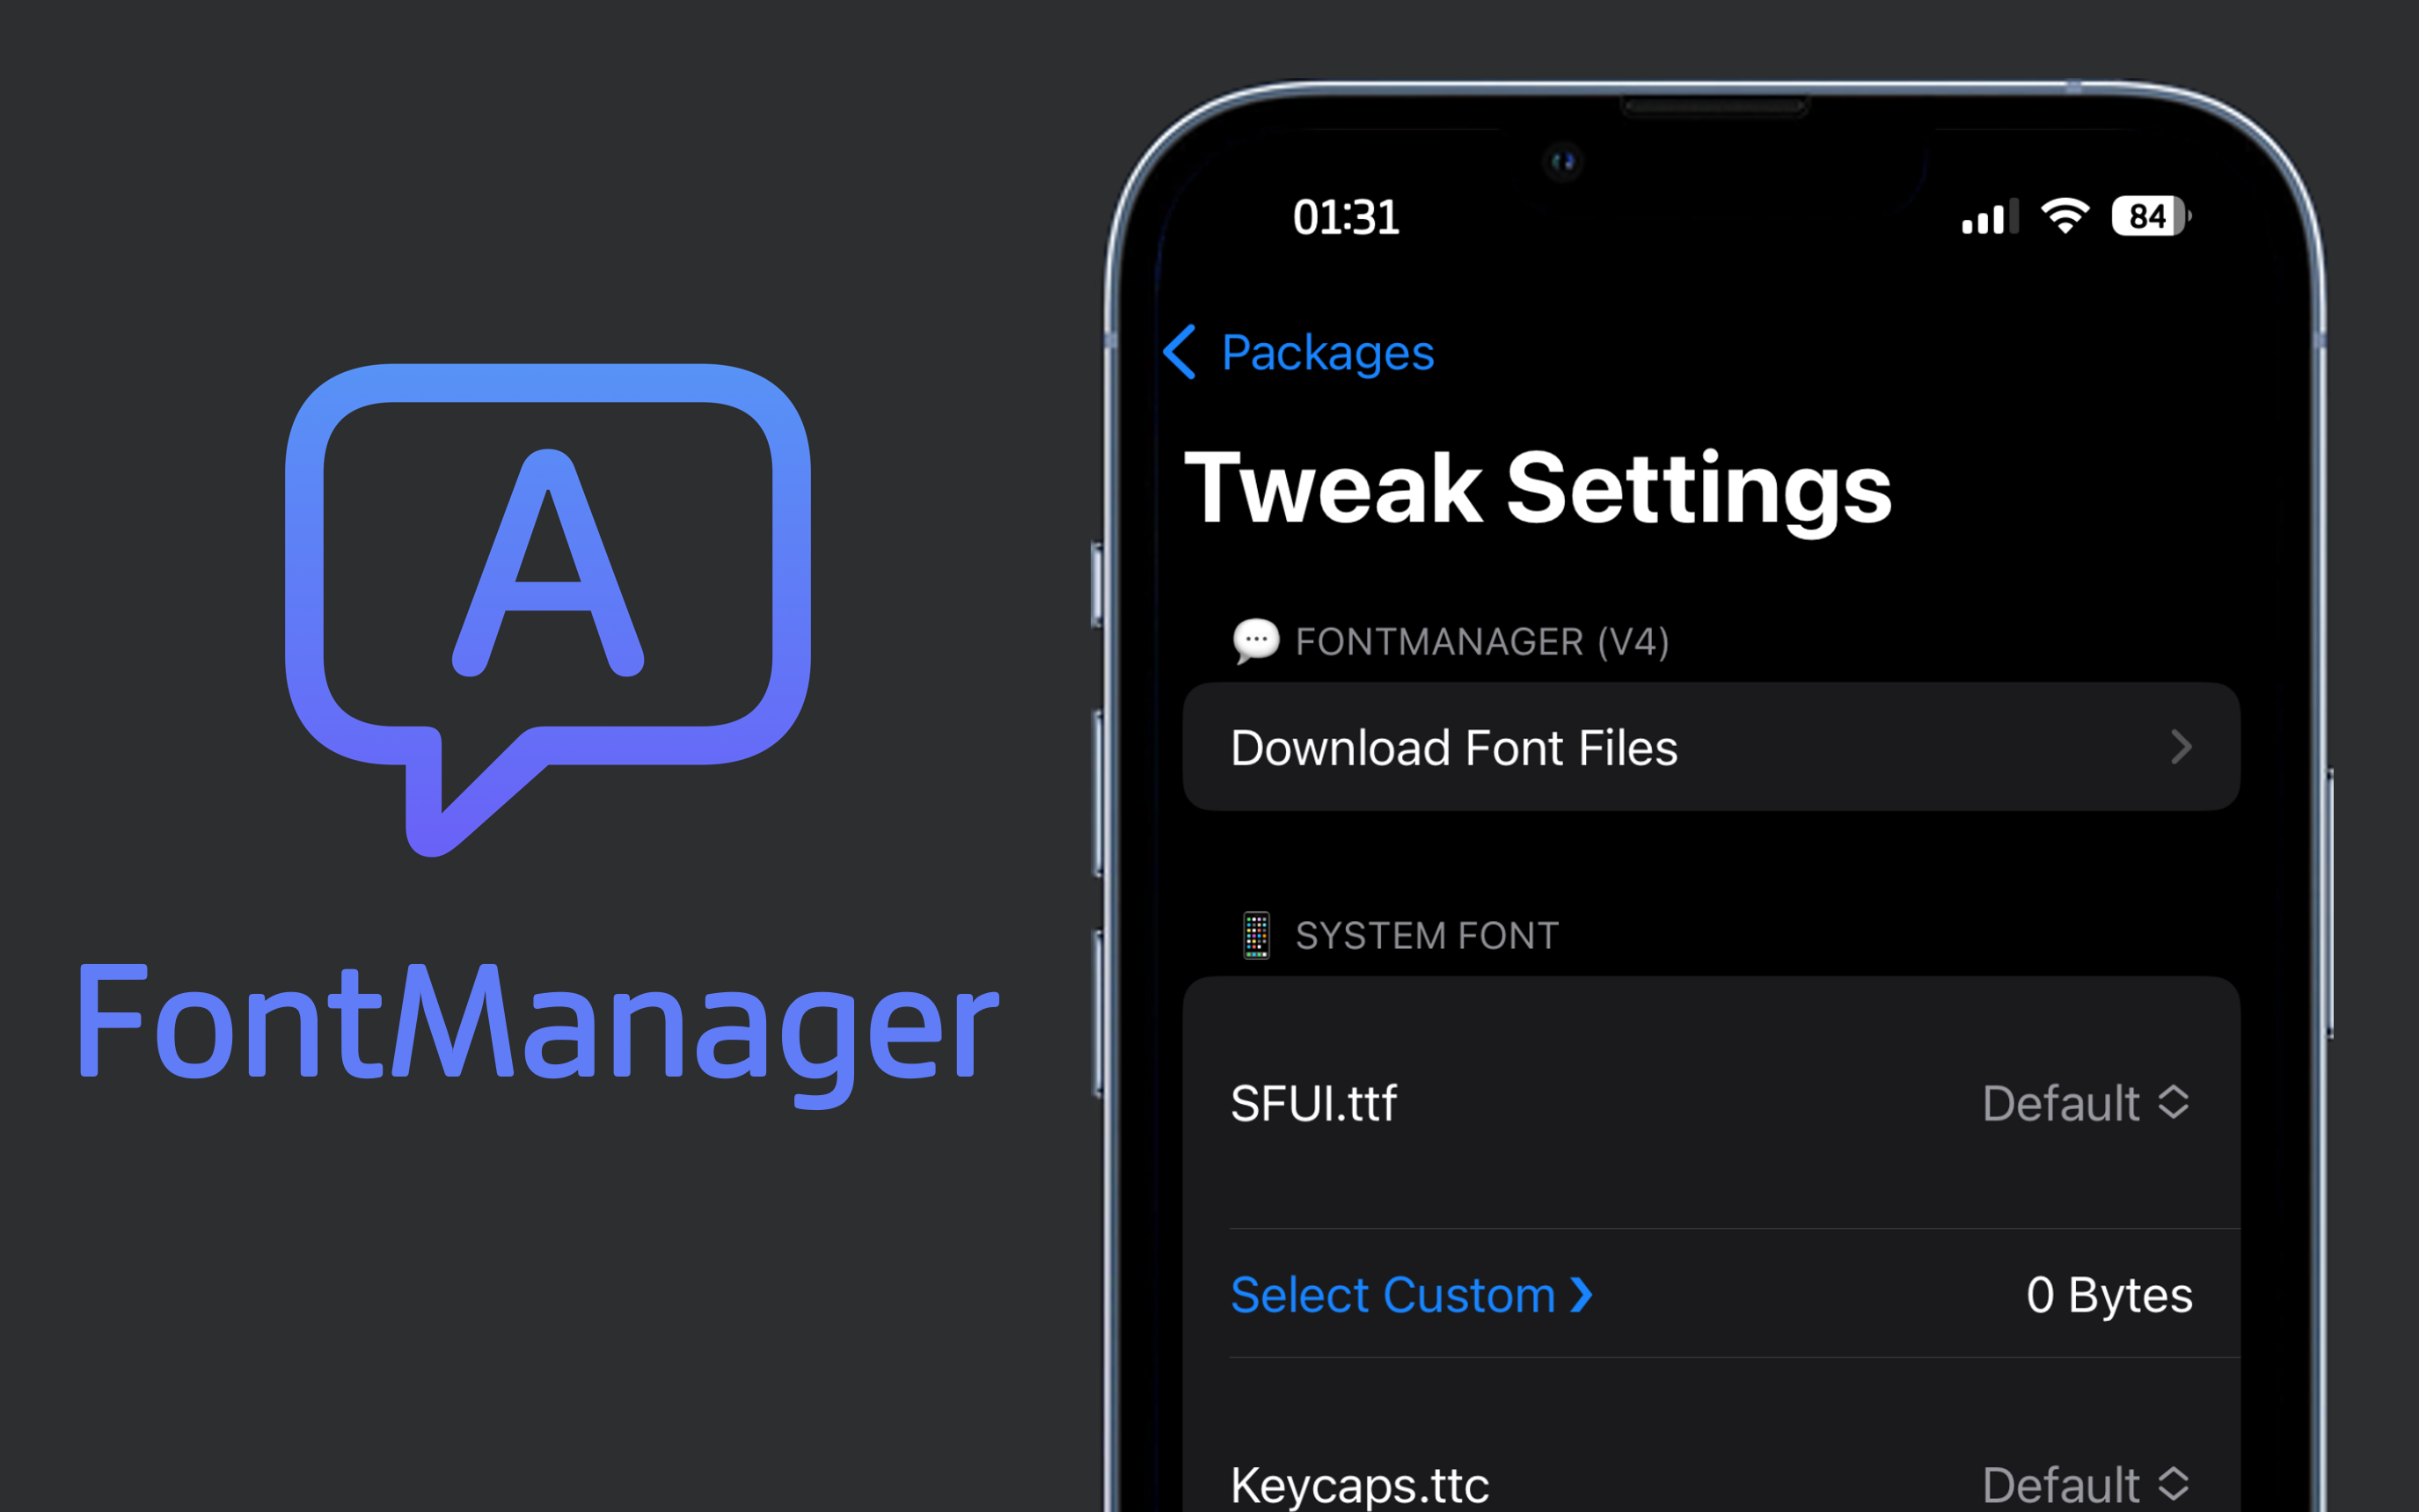 A
FontManager
01:31
84
Packages
Tweak Settings
FONTMANAGER (V4)
Download Font Files
SYSTEM FONT
SFUI.ttf Default
Select Custom ❯ 0 Bytes
Keycaps.ttc Default